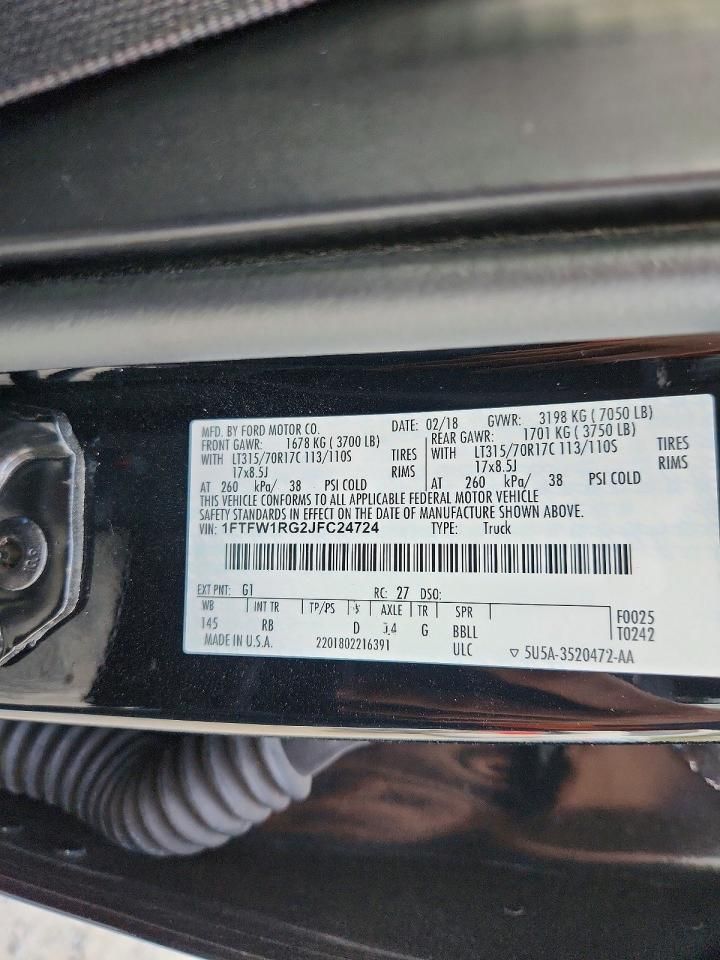 MFD. BY FORD MOTOR CO. DATE: 02/18 GVWR: 3198 KG ( 7050 LB)
FRONT GAWR: 1678 KG ( 3700 LB) REAR GAWR: 1701 KG ( 3750 LB)
WITH LT315/70R17C 113/110S TIRES WITH LT315/70R17C 113/110S TIRES
17x8.5J RIMS 17x8.5J RIMS
AT 260 kPa/ 38 PSI COLD AT 260 kPa/ 38 PSI COLD
THIS VEHICLE CONFORMS TO ALL APPLICABLE FEDERAL MOTOR VEHICLE
SAFETY STANDARDS IN EFFECT ON THE DATE OF MANUFACTURE SHOWN ABOVE.
VIN: 1FTFW1RG2JFC24724 TYPE: Truck
EXT PNT: G1 RC: 27 DSO:
WB INT TR TP/PS AXLE TR SPR F0025
145 RB D G BBLL T0242
MADE IN U.S.A. 2201802216391 ULC 5U5A-3520472-AA